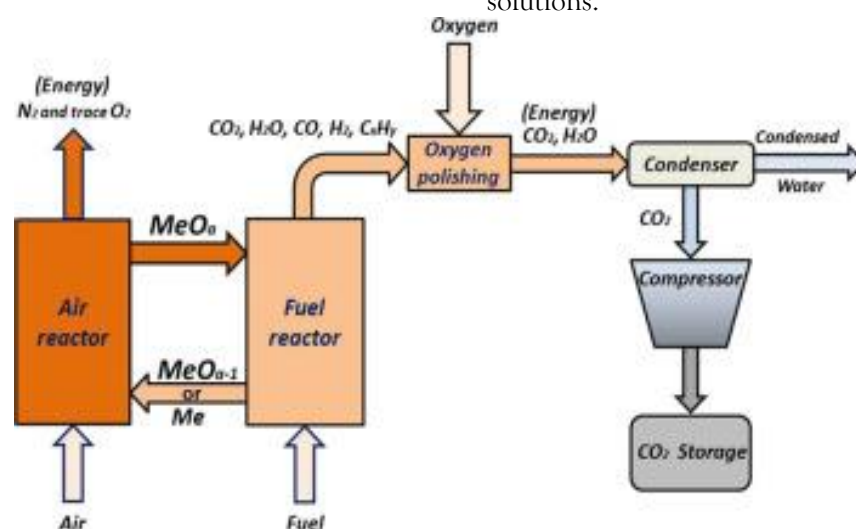 solutions.
Oxygen
(Energy)
N₂ and trace O₂
CO₂, H₂O, CO, H₂, CₓHᵧ
Oxygen
polishing
(Energy)
CO₂, H₂O
Condenser
Condensed
Water
MeOₐ
CO₂
Compressor
Air
reactor
Fuel
reactor
MeOₐ₋₁
or
Me
CO₂ Storage
Air
Fuel